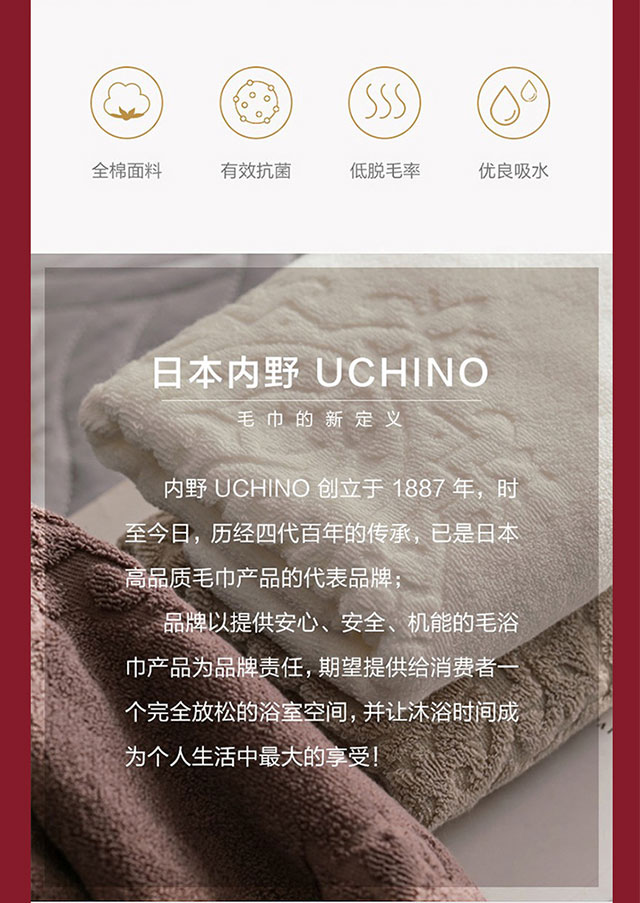 全棉面料 有效抗菌 低脱毛率 优良吸水
日本内野 UCHINO
毛巾的新定义
内野 UCHINO 创立于 1887 年，时
至今日，历经四代百年的传承，已是日本
高品质毛巾产品的代表品牌；
品牌以提供安心、安全、机能的毛浴
巾产品为品牌责任，期望提供给消费者一
个完全放松的浴室空间，并让沐浴时间成
为个人生活中最大的享受！